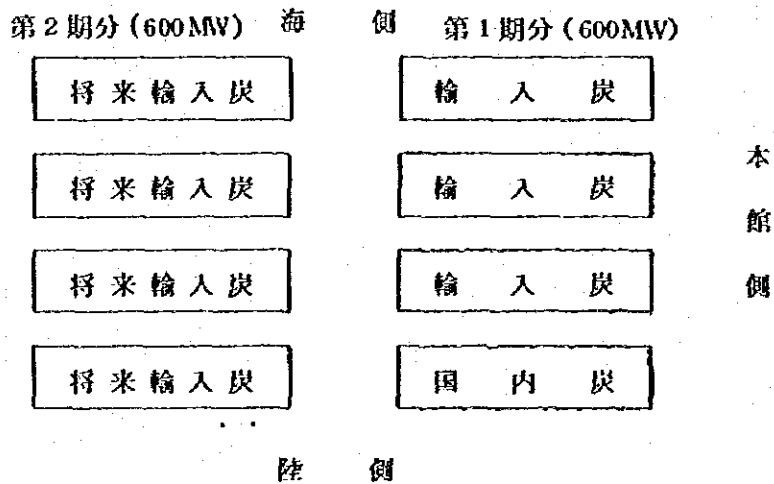 第2期分(600MW) 海 側 第1期分(600MW)
将来輸入炭 輸入炭
将来輸入炭 輸入炭
将来輸入炭 輸入炭
将来輸入炭 国内炭
本館側
陸側